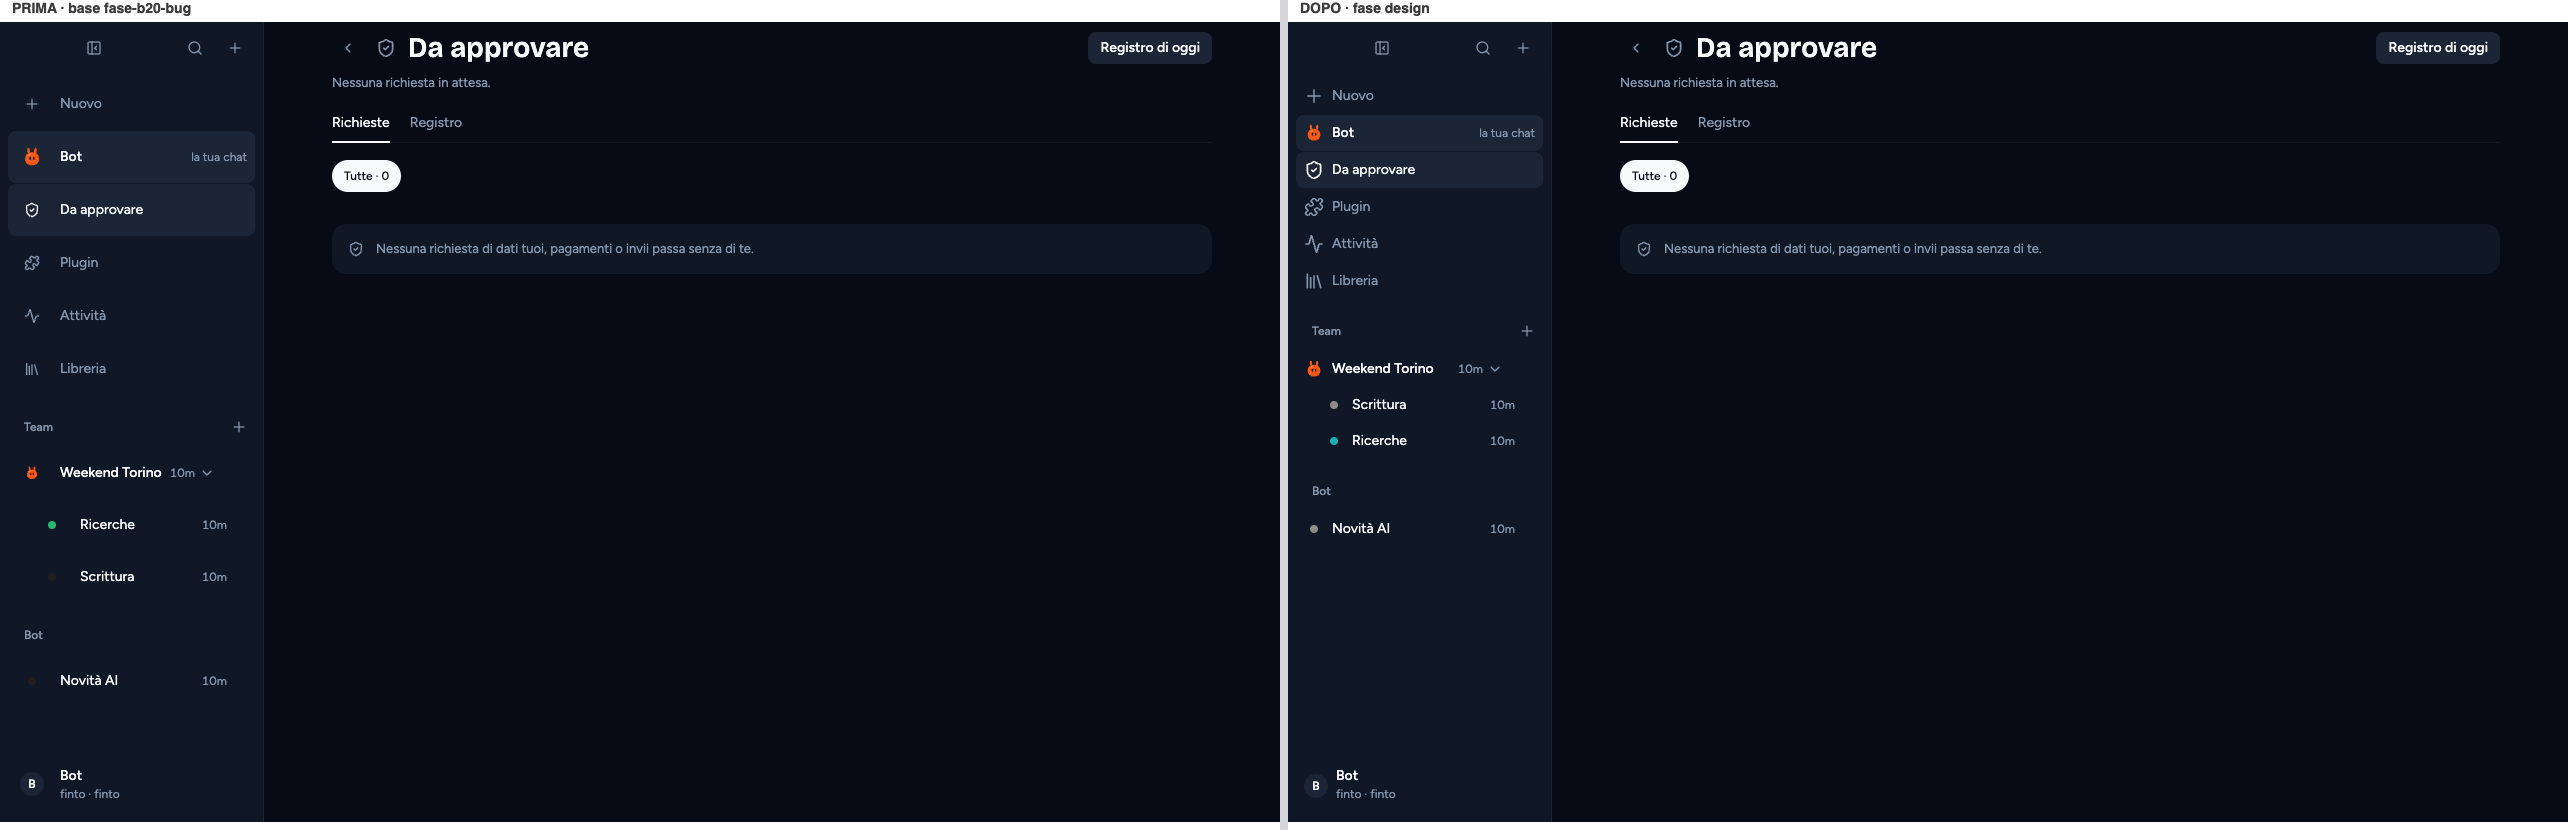 PRIMA · base fase-b20-bug
Nuovo
Bot la tua chat
Da approvare
Plugin
Attività
Libreria
Team
Weekend Torino 10m
Ricerche 10m
Scrittura 10m
Bot
Novità AI 10m
B
Bot
finto · finto
Da approvare
Registro di oggi
Nessuna richiesta in attesa.
Richieste Registro
Tutte · 0
Nessuna richiesta di dati tuoi, pagamenti o invii passa senza di te.
DOPO · fase design
Nuovo
Bot la tua chat
Da approvare
Plugin
Attività
Libreria
Team
Weekend Torino 10m
Scrittura 10m
Ricerche 10m
Bot
Novità AI 10m
B
Bot
finto · finto
Da approvare
Registro di oggi
Nessuna richiesta in attesa.
Richieste Registro
Tutte · 0
Nessuna richiesta di dati tuoi, pagamenti o invii passa senza di te.